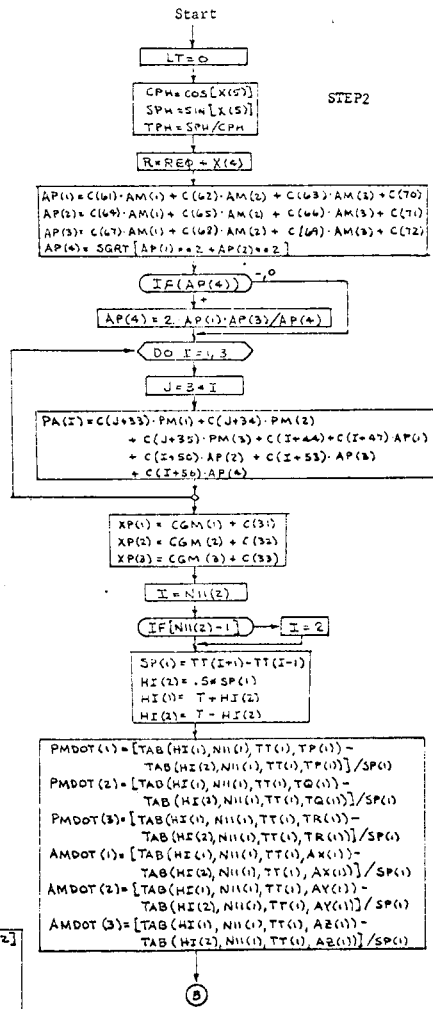 Start
LT=0
CPH=COS[X(5)]
SPH=SIN[X(5)]
TPH=SPH/CPH
STEP2
R=REO+X(4)
AP(1)=C(61)·AM(1)+C(62)·AM(2)+C(63)·AM(3)+C(70)
AP(2)=C(64)·AM(1)+C(65)·AM(2)+C(66)·AM(3)+C(71)
AP(3)=C(67)·AM(1)+C(68)·AM(2)+C(69)·AM(3)+C(72)
AP(4)=SQRT[AP(1)**2+AP(2)**2]
IF(AP(4))
-,0
+
AP(4)=2·AP(1)·AP(3)/AP(4)
DO I=1,3
J=3*I
PA(I)=C(J+33)·PM(1)+C(J+34)·PM(2)
+C(J+35)·PM(3)+C(I+44)+C(I+47)·AP(1)
+C(I+50)·AP(2)+C(I+53)·AP(3)
+C(I+56)·AP(4)
XP(1)=CGM(1)+C(31)
XP(2)=CGM(2)+C(32)
XP(3)=CGM(3)+C(33)
I=N11(2)
IF[N11(2)-1]
I=2
SP(1)=TT(I+1)-TT(I-1)
HI(2)=.5*SP(1)
HI(1)=T+HI(2)
HI(2)=T-HI(2)
PMDOT(1)=[TAB(HI(1),N11(1),TT(1),TP(1))-
TAB(HI(2),N11(1),TT(1),TP(1))]/SP(1)
PMDOT(2)=[TAB(HI(1),N11(1),TT(1),TQ(1))-
TAB(HI(2),N11(1),TT(1),TQ(1))]/SP(1)
PMDOT(3)=[TAB(HI(1),N11(1),TT(1),TR(1))-
TAB(HI(2),N11(1),TT(1),TR(1))]/SP(1)
AMDOT(1)=[TAB(HI(1),N11(1),TT(1),AX(1))-
TAB(HI(2),N11(1),TT(1),AX(1))]/SP(1)
AMDOT(2)=[TAB(HI(1),N11(1),TT(1),AY(1))-
TAB(HI(2),N11(1),TT(1),AY(1))]/SP(1)
AMDOT(3)=[TAB(HI(1),N11(1),TT(1),AZ(1))-
TAB(HI(2),N11(1),TT(1),AZ(1))]/SP(1)
2]
B